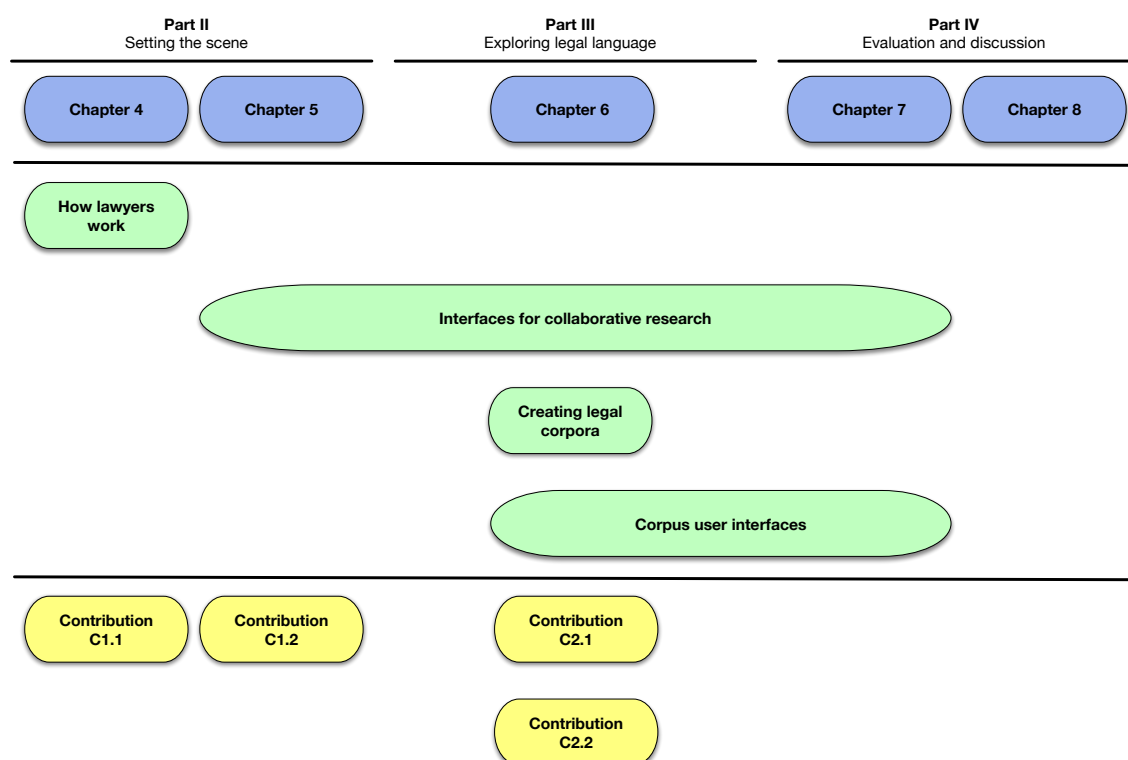 Part II
Setting the scene
Part III
Exploring legal language
Part IV
Evaluation and discussion
Chapter 4
Chapter 5
Chapter 6
Chapter 7
Chapter 8
How lawyers
work
Interfaces for collaborative research
Creating legal
corpora
Corpus user interfaces
Contribution
C1.1
Contribution
C1.2
Contribution
C2.1
Contribution
C2.2